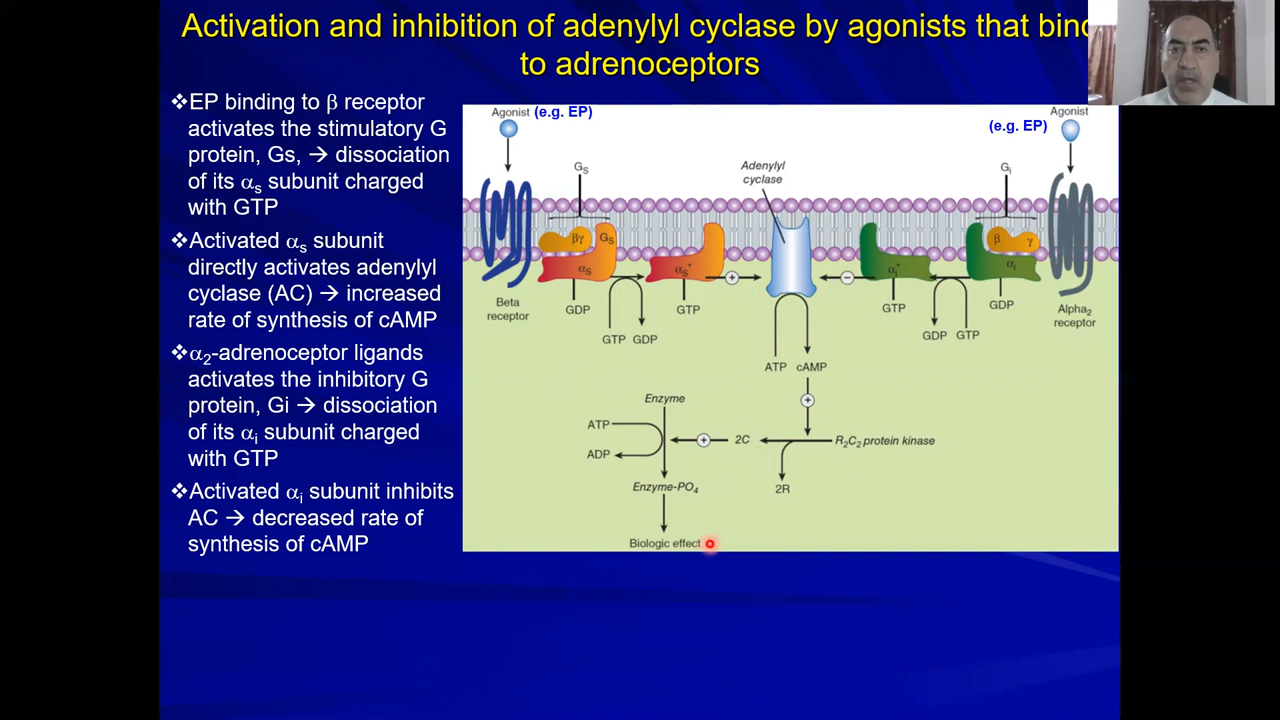 Activation and inhibition of adenylyl cyclase by agonists that bind
to adrenoceptors
❖EP binding to β receptor
activates the stimulatory G
protein, Gs, → dissociation
of its αs subunit charged
with GTP
❖Activated αs subunit
directly activates adenylyl
cyclase (AC) → increased
rate of synthesis of cAMP
❖α2-adrenoceptor ligands
activates the inhibitory G
protein, Gi → dissociation
of its αi subunit charged
with GTP
❖Activated αi subunit inhibits
AC → decreased rate of
synthesis of cAMP
Agonist (e.g. EP)
Agonist
(e.g. EP)
GS
Adenylyl
cyclase
Gi
βγ
GS
αS
αS*
αi*
β
γ
αi
+
−
Beta
receptor
GDP
GTP
GTP
GDP
Alpha2
receptor
GTP GDP
GDP GTP
ATP cAMP
+
Enzyme
ATP
ADP
+
2C
R2C2 protein kinase
2R
Enzyme-PO4
Biologic effect